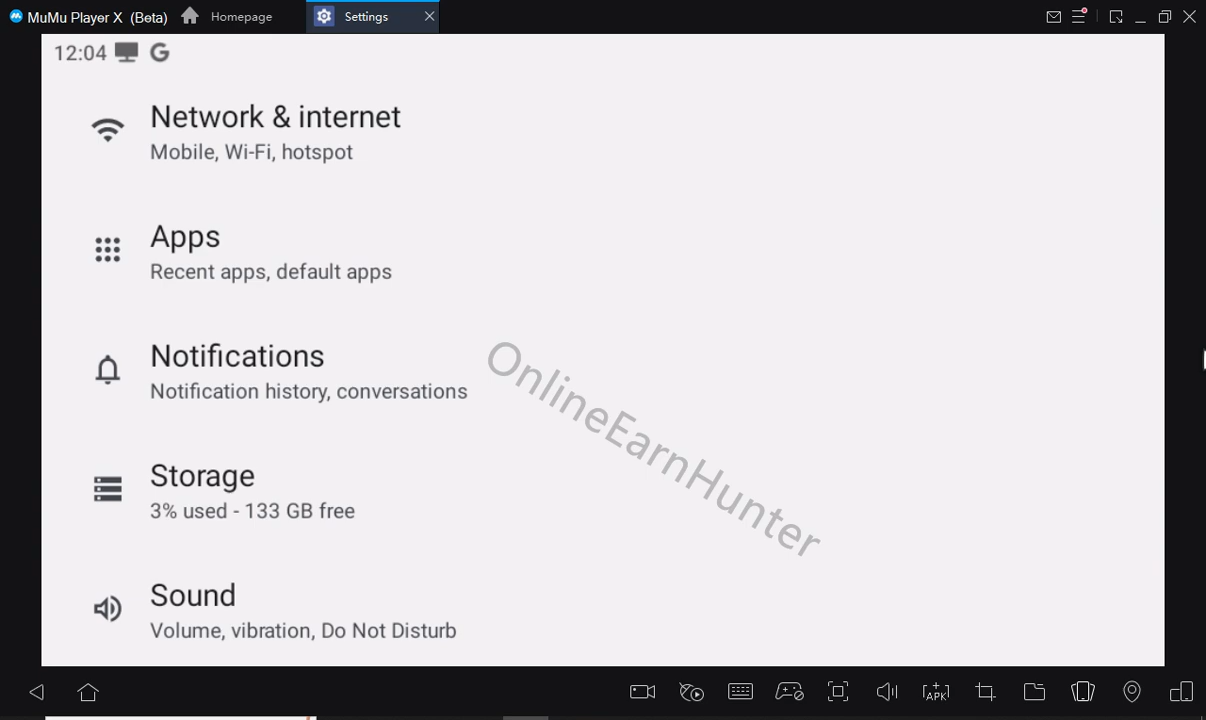 MuMu Player X (Beta)
Homepage
Settings
12:04
Network & internet
Mobile, Wi-Fi, hotspot
Apps
Recent apps, default apps
Notifications
Notification history, conversations
OnlineEarnHunter
Storage
3% used - 133 GB free
Sound
Volume, vibration, Do Not Disturb
APK